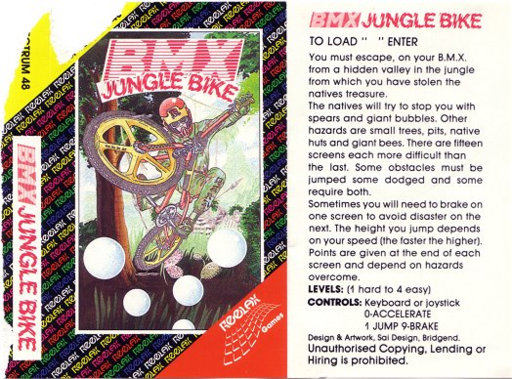 SPECTRUM 48
BMX JUNGLE BIKE
BMX
JUNGLE BIKE
REELAX
Games
BMX JUNGLE BIKE
TO LOAD " " ENTER
You must escape, on your B.M.X.
from a hidden valley in the jungle
from which you have stolen the
natives treasure.
The natives will try to stop you with
spears and giant bubbles. Other
hazards are small trees, pits, native
huts and giant bees. There are fifteen
screens each more difficult than
the last. Some obstacles must be
jumped some dodged and some
require both.
Sometimes you will need to brake on
one screen to avoid disaster on the
next. The height you jump depends
on your speed (the faster the higher).
Points are given at the end of each
screen and depend on hazards
overcome.
LEVELS: (1 hard to 4 easy)
CONTROLS: Keyboard or joystick
0-ACCELERATE
1 JUMP 9-BRAKE
Design & Artwork, Sai Design, Bridgend.
Unauthorised Copying, Lending or
Hiring is prohibited.